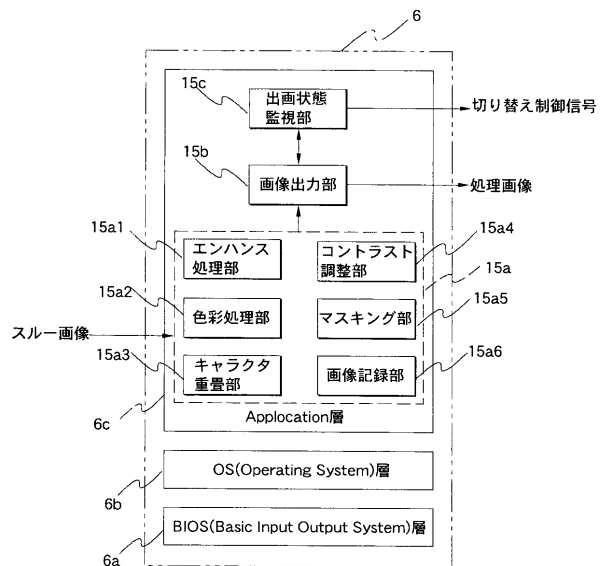 6
15c
出画状態
監視部
切り替え制御信号
15b
画像出力部
処理画像
15a1
エンハンス
処理部
コントラスト
調整部
15a4
15a
15a2
色彩処理部
マスキング部
15a5
スルー画像
15a3
キャラクタ
重畳部
画像記録部
15a6
Applocation層
6c
OS(Operating System)層
6b
BIOS(Basic Input Output System)層
6a